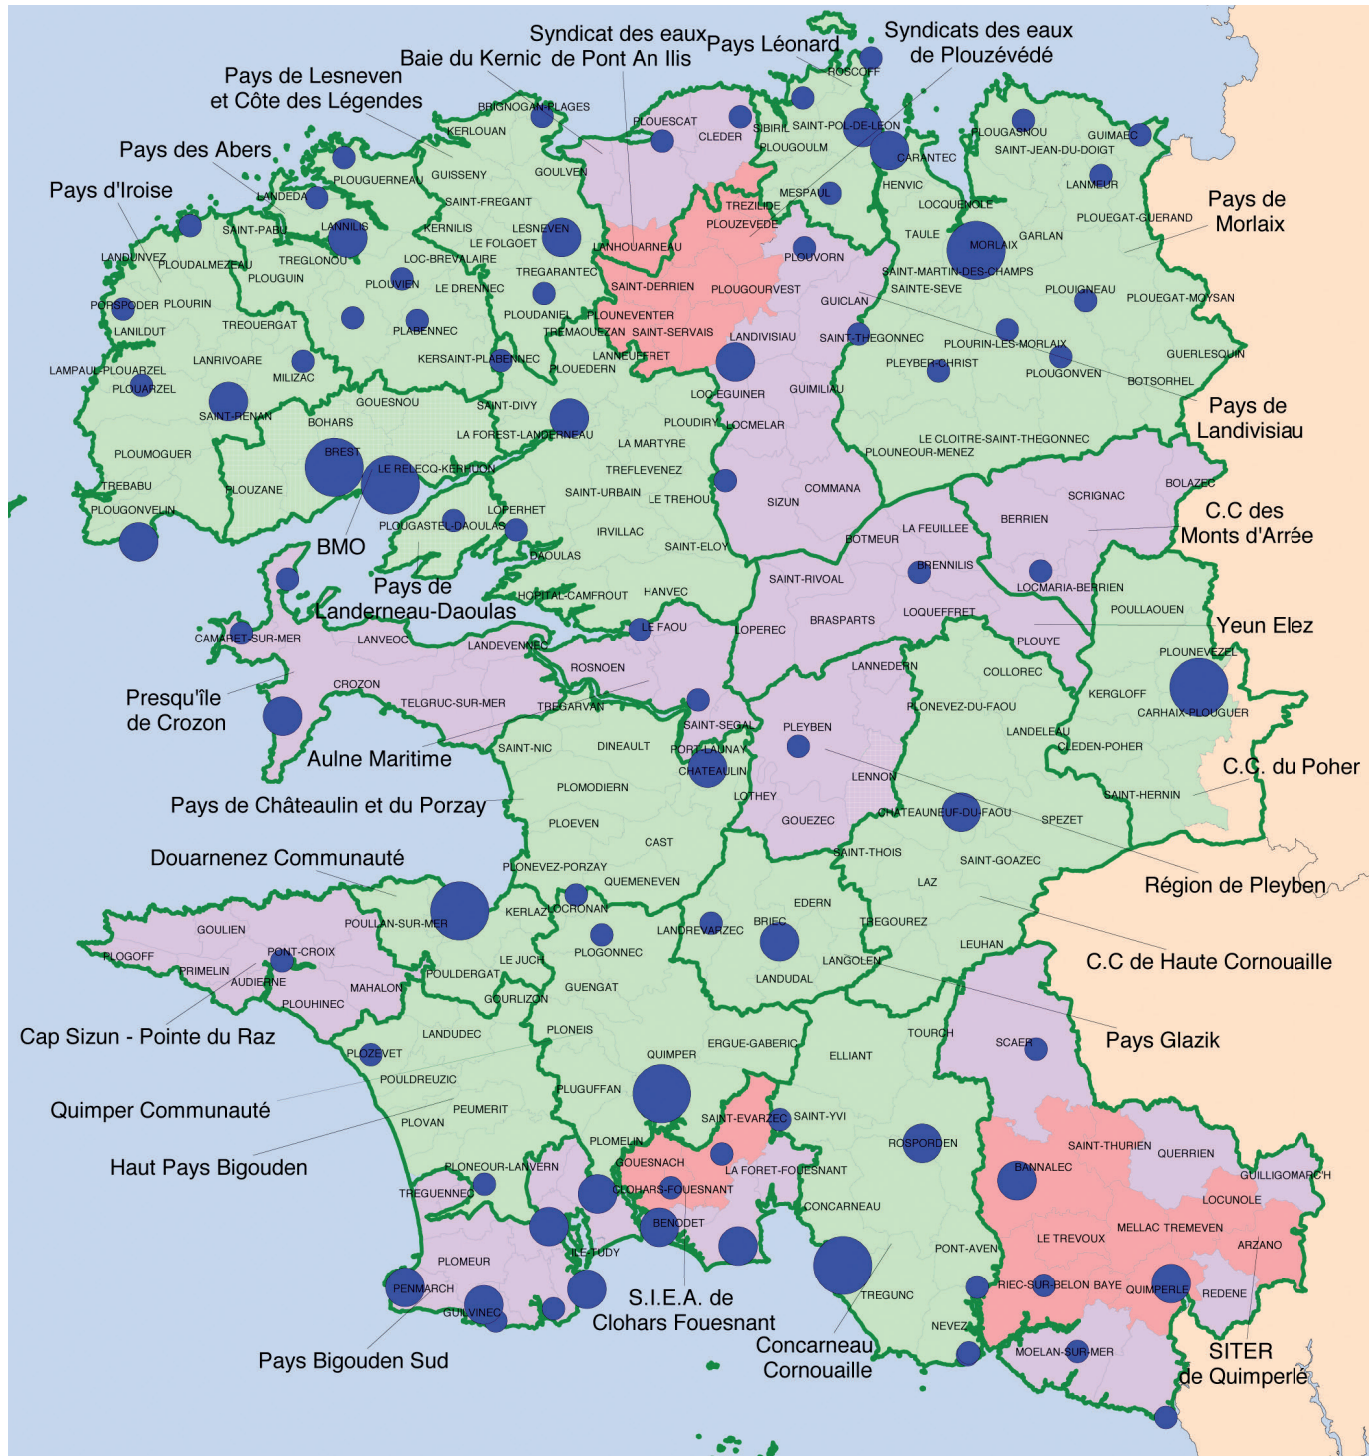 Syndicat des eaux
de Pont An Ilis
Pays Léonard
Syndicats des eaux
de Plouzévédé
Baie du Kernic
Pays de Lesneven
et Côte des Légendes
Pays des Abers
Pays d'Iroise
Pays de
Morlaix
Pays de
Landivisiau
C.C des
Monts d'Arrée
Yeun Elez
BMO
Pays de
Landerneau-Daoulas
Presqu'île
de Crozon
Aulne Maritime
Pays de Châteaulin et du Porzay
C.C. du Poher
Région de Pleyben
Douarnenez Communauté
C.C de Haute Cornouaille
Cap Sizun - Pointe du Raz
Pays Glazik
Quimper Communauté
Haut Pays Bigouden
Pays Bigouden Sud
S.I.E.A. de
Clohars Fouesnant
Concarneau
Cornouaille
SITER
de Quimperlé
ROSCOFF
BRIGNOGAN-PLAGES
PLOUESCAT
CLEDER
SIBIRIL
SAINT-POL-DE-LEON
PLOUGOULM
KERLOUAN
PLOUGASNOU
GUIMAEC
SAINT-JEAN-DU-DOIGT
CARANTEC
PLOUGUERNEAU
GUISSENY
GOULVEN
LANDEDA
SAINT-FREGANT
MESPAUL
HENVIC
LANMEUR
LOCQUENOLE
TREZILIDE
PLOUZEVEDE
PLOUEGAT-GUERAND
SAINT-PABU
LANNILIS
KERNILIS
LESNEVEN
LE FOLGOET
LANHOUARNEAU
TAULE
GARLAN
MORLAIX
LANDUNVEZ
PLOUDALMEZEAU
TREGLONOU
LOC-BREVALAIRE
PLOUVORN
PLOUGUIN
TREGARANTEC
SAINT-MARTIN-DES-CHAMPS
SAINTE-SEVE
PLOUVIEN
LE DRENNEC
SAINT-DERRIEN
PLOUGOURVEST
GUICLAN
PLOUIGNEAU
PLOUEGAT-MOYSAN
PORSPODER
PLOURIN
PLOUDANIEL
PLOUNEVENTER
LANILDUT
TREOUERGAT
PLABENNEC
TREMAOUEZAN
SAINT-SERVAIS
LANDIVISIAU
SAINT-THEGONNEC
PLOURIN-LES-MORLAIX
GUERLESQUIN
LANRIVOARE
KERSAINT-PLABENNEC
LANNEUFFRET
PLOUEDERN
PLEYBER-CHRIST
PLOUGONVEN
BOTSORHEL
LAMPAUL-PLOUARZEL
MILIZAC
PLOUARZEL
LOC-EGUINER
GUIMILIAU
GOUESNOU
SAINT-DIVY
SAINT-RENAN
BOHARS
PLOUDIRY
LOCMELAR
LA FOREST-LANDERNEAU
LA MARTYRE
LE CLOITRE-SAINT-THEGONNEC
PLOUNEOUR-MENEZ
PLOUMOGUER
BREST
LE RELECQ-KERHUON
TREFLEVENEZ
TREBABU
PLOUZANE
SAINT-URBAIN
LE TREHOU
SIZUN
COMMANA
SCRIGNAC
BOLAZEC
PLOUGONVELIN
LOPERHET
PLOUGASTEL-DAOULAS
IRVILLAC
BERRIEN
LA FEUILLEE
BOTMEUR
SAINT-ELOY
DAOULAS
SAINT-RIVOAL
BRENNILIS
LOCMARIA-BERRIEN
HOPITAL-CAMFROUT
HANVEC
POULLAOUEN
LOQUEFFRET
BRASPARTS
CAMARET-SUR-MER
LANVEOC
LANDEVENNEC
LE FAOU
LOPEREC
PLOUYE
PLOUNEVEZEL
ROSNOEN
LANNEDERN
COLLOREC
CROZON
KERGLOFF
TELGRUC-SUR-MER
TREGARVAN
PLONEVEZ-DU-FAOU
CARHAIX-PLOUGUER
SAINT-SEGAL
PLEYBEN
LANDELEAU
SAINT-NIC
DINEAULT
PORT-LAUNAY
CLEDEN-POHER
CHATEAULIN
LENNON
PLOMODIERN
LOTHEY
SAINT-HERNIN
CHATEAUNEUF-DU-FAOU
PLOEVEN
GOUEZEC
SPEZET
CAST
SAINT-THOIS
SAINT-GOAZEC
PLONEVEZ-PORZAY
QUEMENEVEN
LAZ
KERLAZ
LOCRONAN
EDERN
POULLAN-SUR-MER
BRIEC
TREGOUREZ
GOULIEN
LANDREVARZEC
LEUHAN
PLOGOFF
PONT-CROIX
PLOGONNEC
LE JUCH
LANGOLEN
PRIMELIN
POULDERGAT
LANDUDAL
AUDIERNE
MAHALON
GUENGAT
PLOUHINEC
GOURLIZON
PLONEIS
TOURCH
LANDUDEC
ERGUE-GABERIC
ELLIANT
SCAER
PLOZEVET
QUIMPER
POULDREUZIC
PLUGUFFAN
PEUMERIT
SAINT-EVARZEC
SAINT-YVI
PLOVAN
PLOMELIN
ROSPORDEN
SAINT-THURIEN
QUERRIEN
GOUESNACH
LA FORET-FOUESNANT
BANNALEC
PLONEOUR-LANVERN
GUILLIGOMARC'H
TREGUENNEC
CLOHARS-FOUESNANT
LOCUNOLE
CONCARNEAU
BENODET
MELLAC
TREMEVEN
LE TREVOUX
ILE-TUDY
PONT-AVEN
ARZANO
PLOMEUR
PENMARCH
RIEC-SUR-BELON
BAYE
QUIMPERLE
REDENE
TREGUNC
GUILVINEC
NEVEZ
MOELAN-SUR-MER